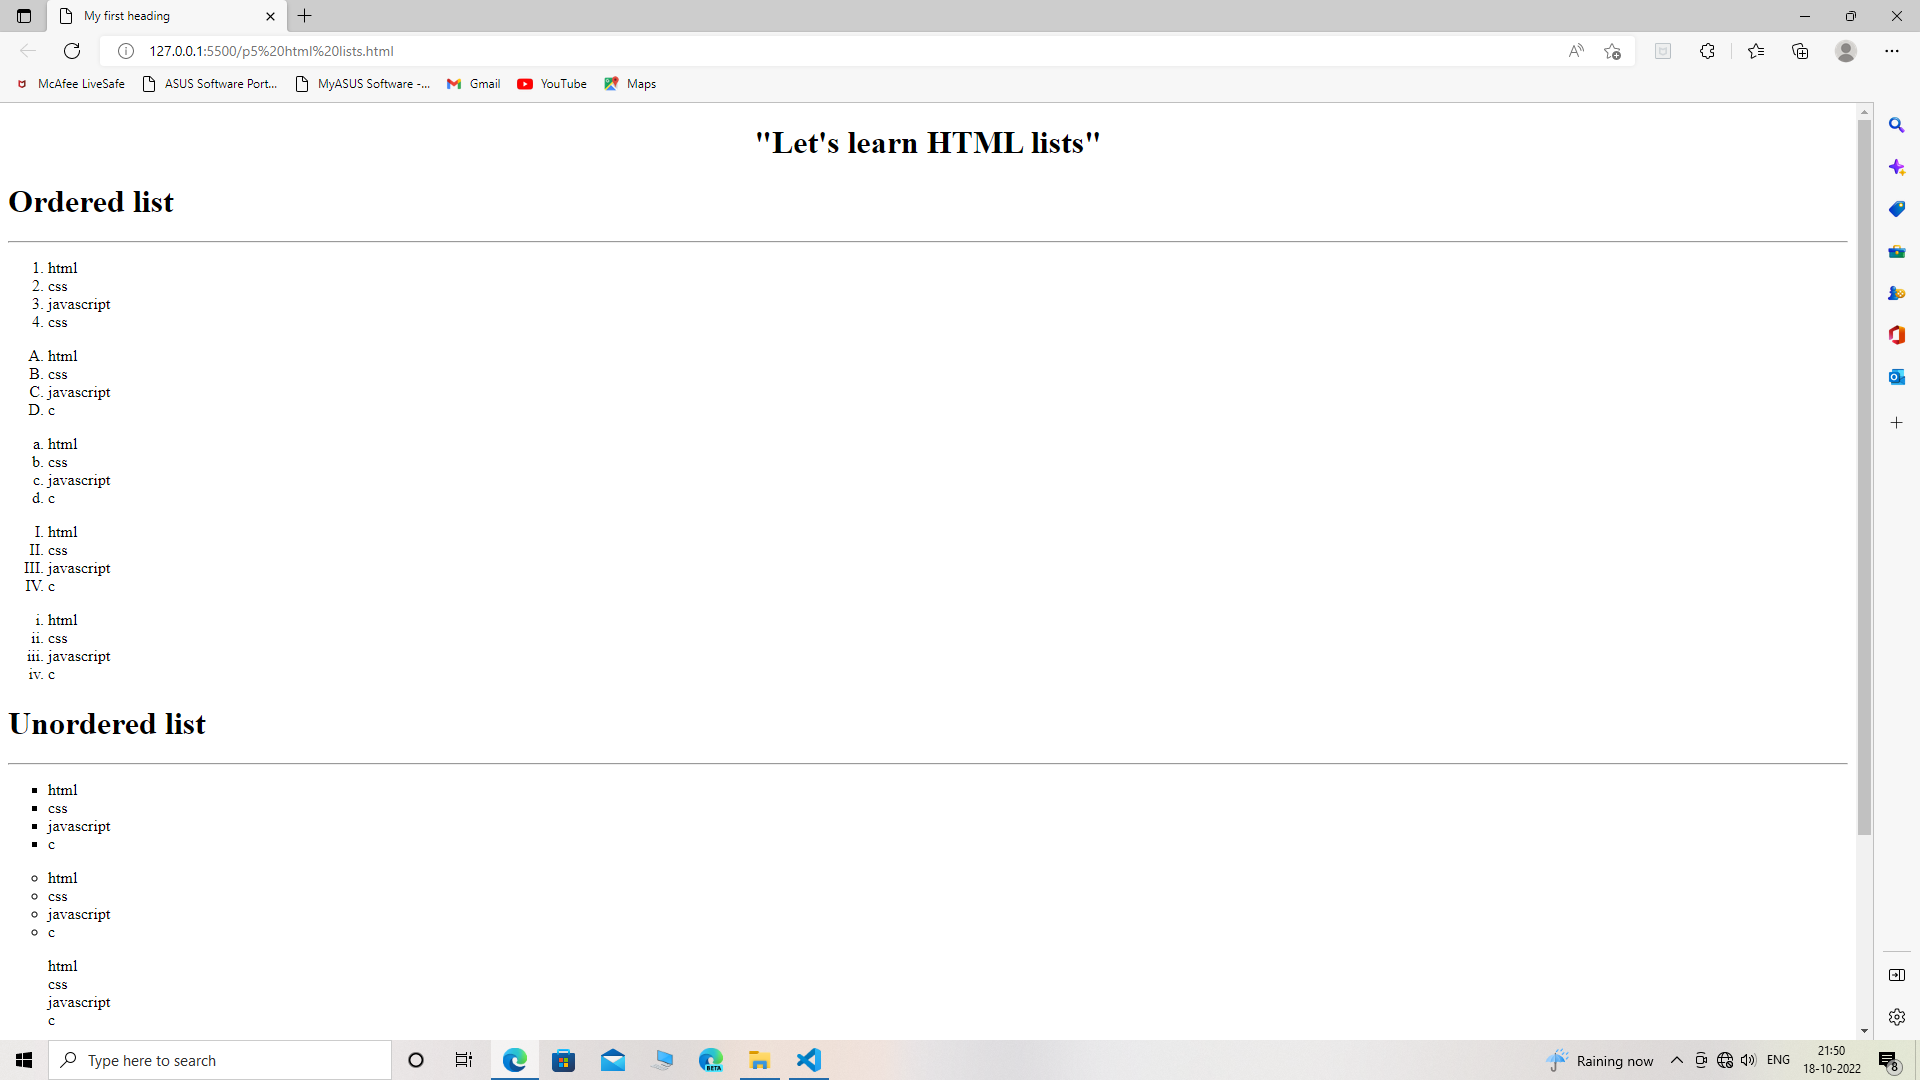 My first heading
127.0.0.1:5500/p5%20html%20lists.html
McAfee LiveSafe
ASUS Software Port...
MyASUS Software -...
Gmail
YouTube
Maps
"Let's learn HTML lists"
Ordered list
1. html
2. css
3. javascript
4. css
A. html
B. css
C. javascript
D. c
a. html
b. css
c. javascript
d. c
I. html
II. css
III. javascript
IV. c
i. html
ii. css
iii. javascript
iv. c
Unordered list
html
css
javascript
c
html
css
javascript
c
html
css
javascript
c
Type here to search
BETA
Raining now
ENG
21:50
18-10-2022
8